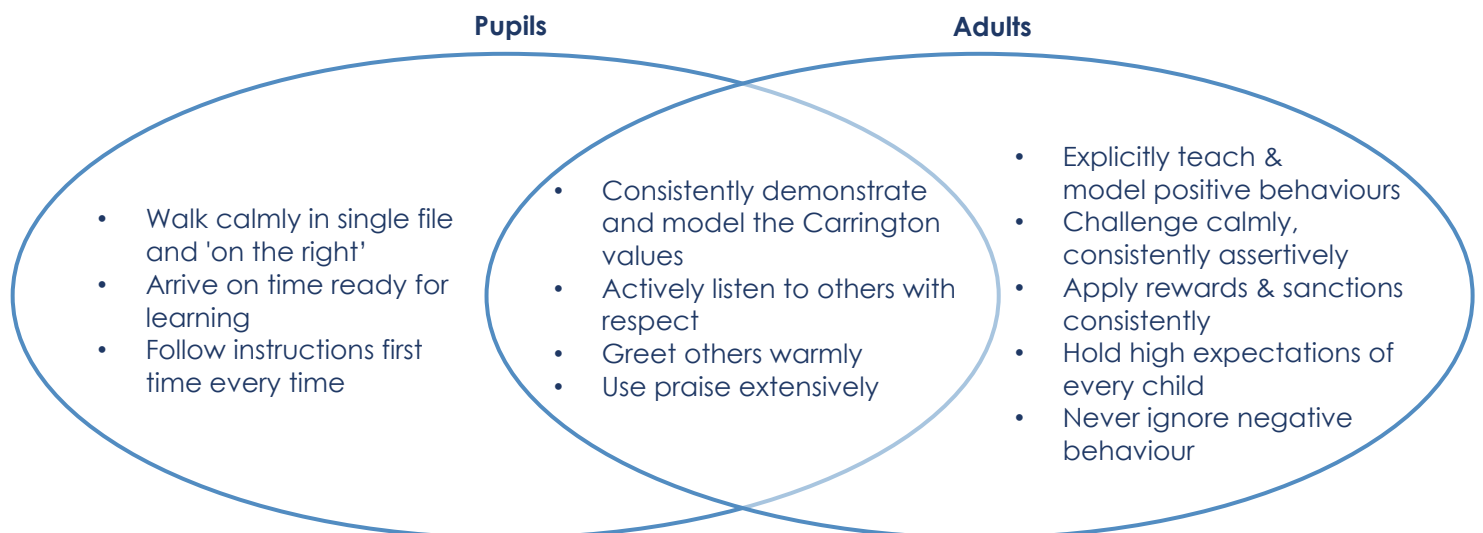 Pupils
Adults
• Walk calmly in single file
and 'on the right’
• Arrive on time ready for
learning
• Follow instructions first
time every time
• Consistently demonstrate
and model the Carrington
values
• Actively listen to others with
respect
• Greet others warmly
• Use praise extensively
• Explicitly teach &
model positive behaviours
• Challenge calmly,
consistently assertively
• Apply rewards & sanctions
consistently
• Hold high expectations of
every child
• Never ignore negative
behaviour